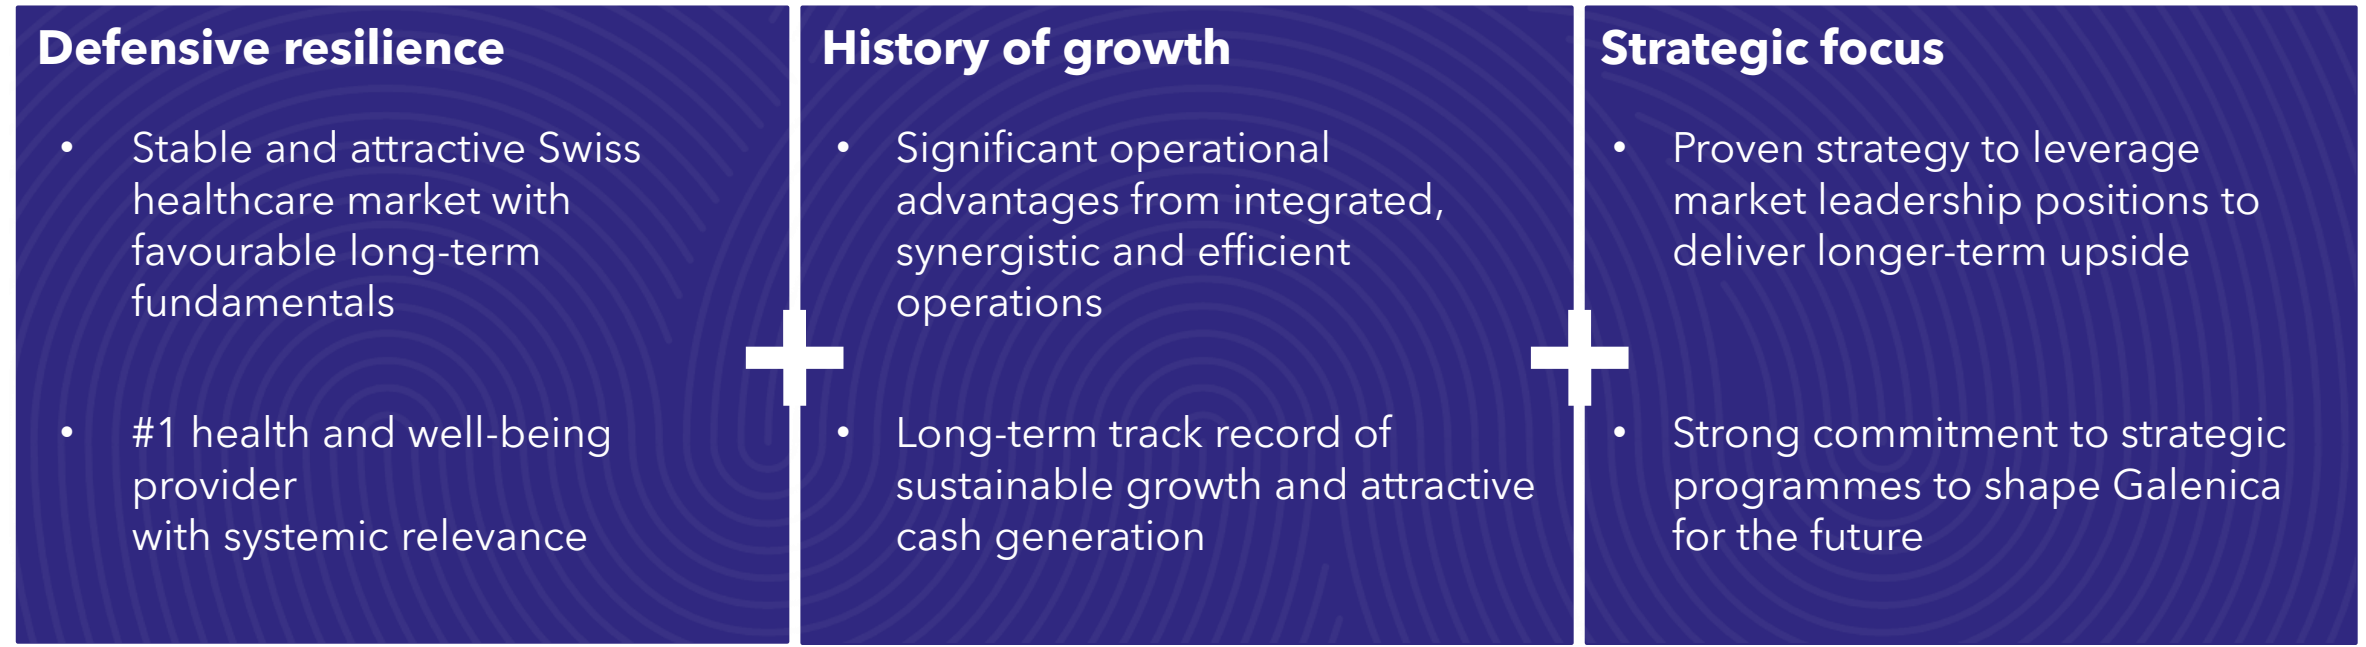 Defensive resilience
• Stable and attractive Swiss
healthcare market with
favourable long-term
fundamentals
• #1 health and well-being
provider
with systemic relevance
History of growth
• Significant operational
advantages from integrated,
synergistic and efficient
operations
• Long-term track record of
sustainable growth and attractive
cash generation
Strategic focus
• Proven strategy to leverage
market leadership positions to
deliver longer-term upside
• Strong commitment to strategic
programmes to shape Galenica
for the future